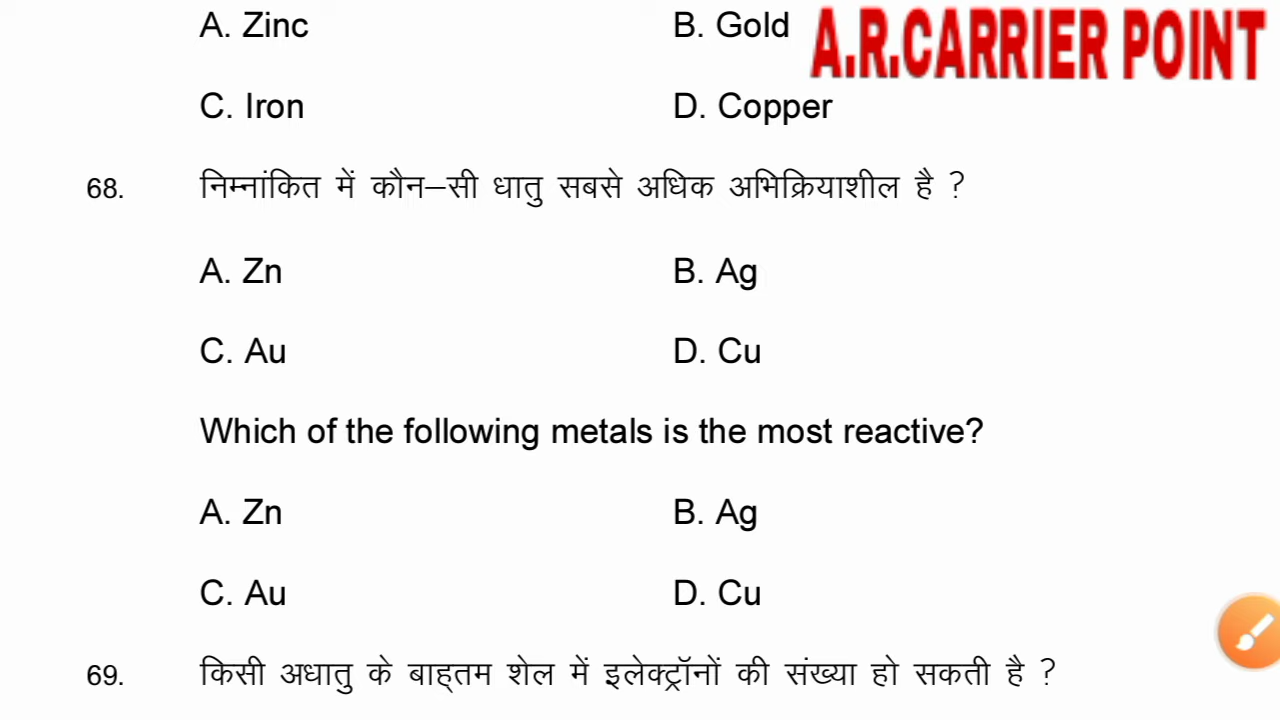 A. Zinc B. Gold
A.R.CARRIER POINT
C. Iron D. Copper
68. निम्नांकित में कौन–सी धातु सबसे अधिक अभिक्रियाशील है ?
A. Zn B. Ag
C. Au D. Cu
Which of the following metals is the most reactive?
A. Zn B. Ag
C. Au D. Cu
69. किसी अधातु के बाह्तम शेल में इलेक्ट्रॉनों की संख्या हो सकती है ?